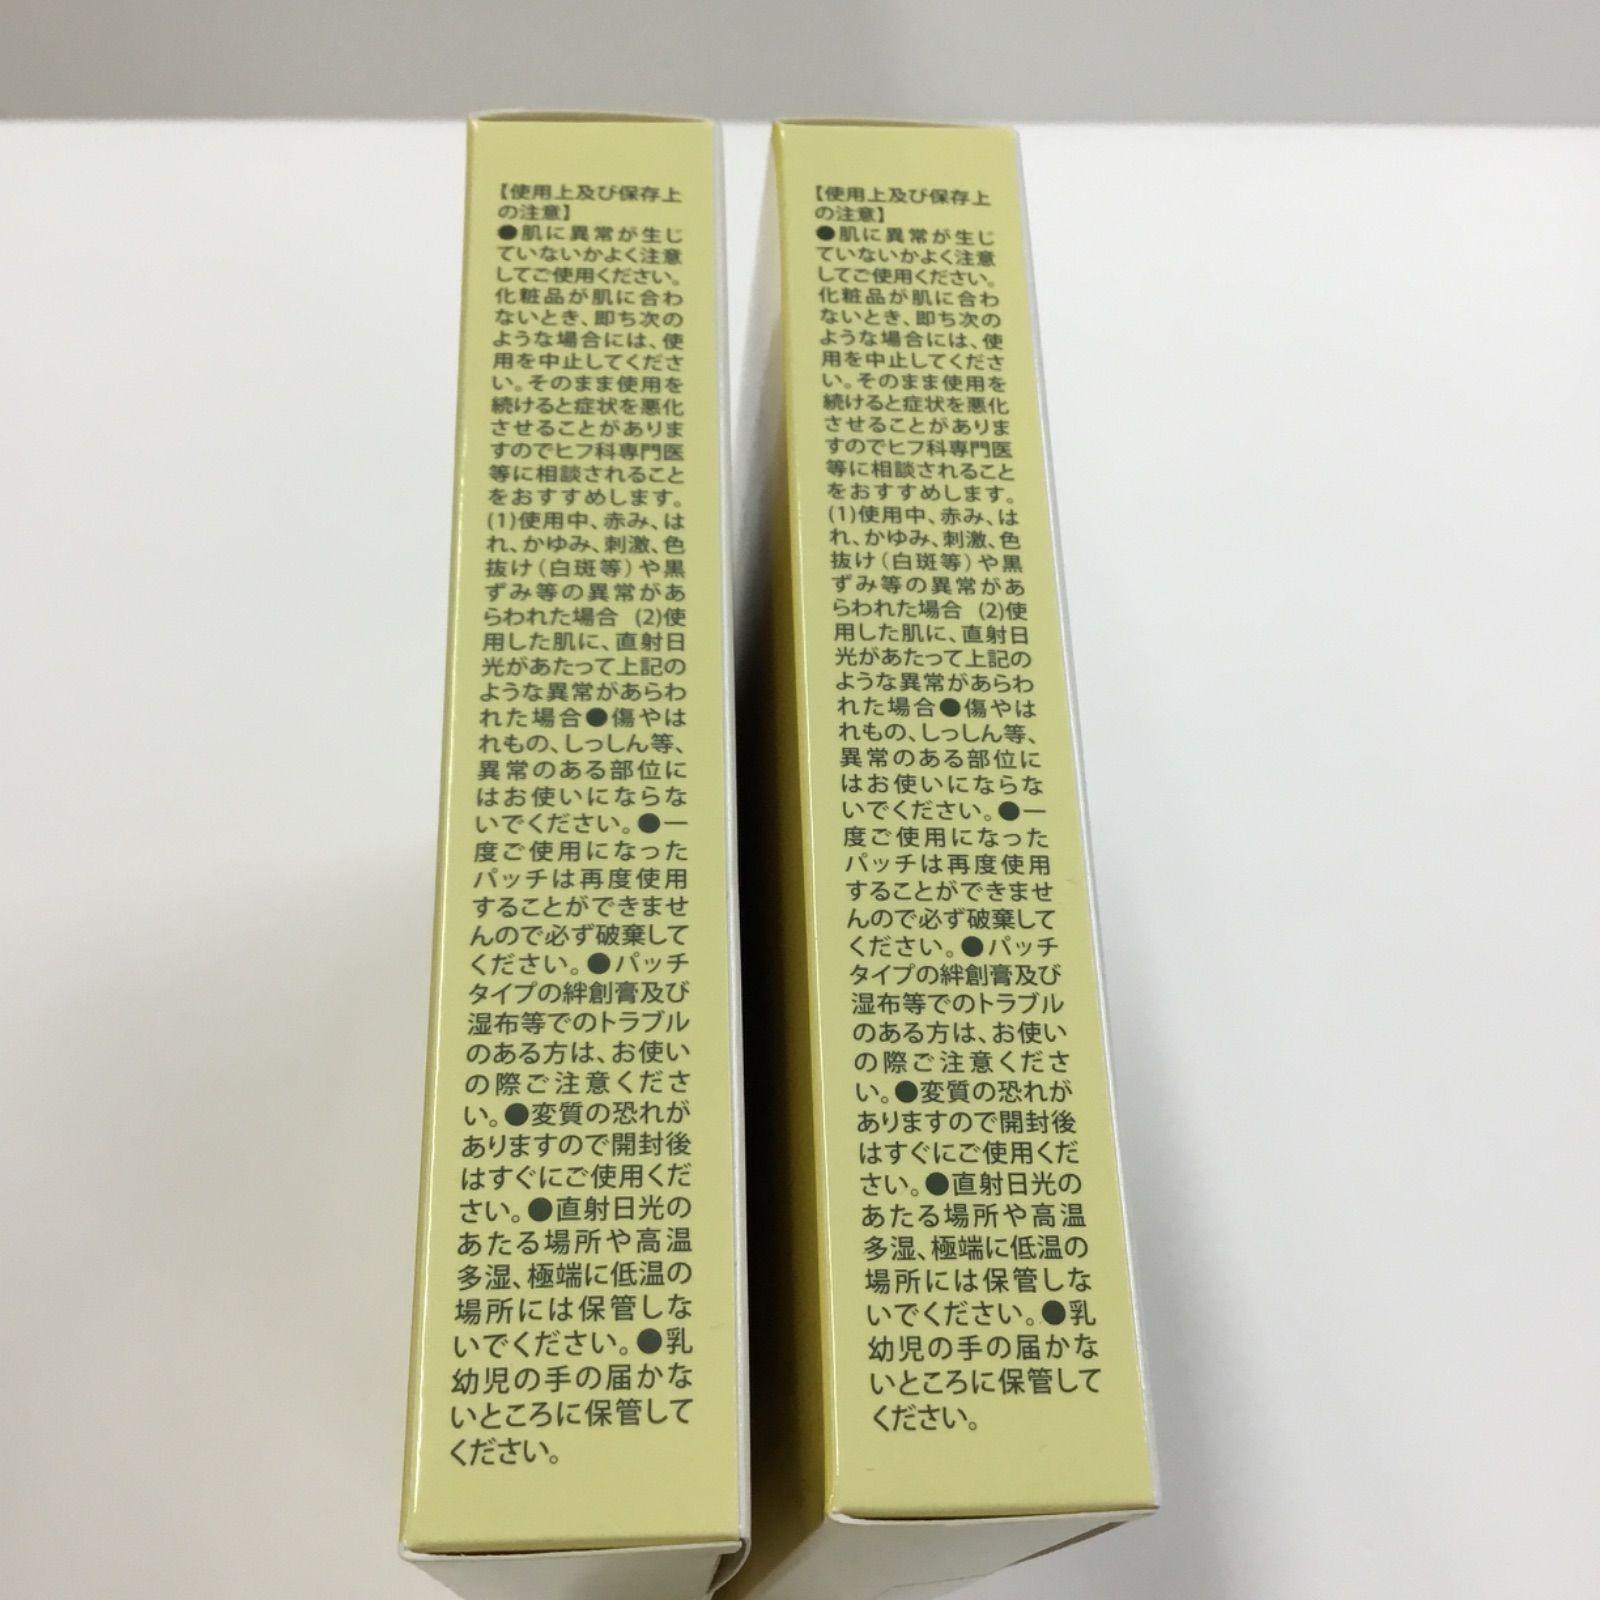 【使用上及び保存上
の注意】
●肌に異常が生じ
ていないかよく注意
してご使用ください。
化粧品が肌に合わ
ないとき、即ち次の
ような場合には、使
用を中止してくださ
い。そのまま使用を
続けると症状を悪化
させることがありま
すのでヒフ科専門医
等に相談されること
をおすすめします。
(1)使用中、赤み、は
れ、かゆみ、刺激、色
抜け（白斑等）や黒
ずみ等の異常があ
らわれた場合 (2)使
用した肌に、直射日
光があたって上記の
ような異常があらわ
れた場合●傷やは
れもの、しっしん等、
異常のある部位に
はお使いにならな
いでください。●一
度ご使用になった
パッチは再度使用
することができませ
んので必ず破棄して
ください。●パッチ
タイプの絆創膏及び
湿布等でのトラブル
のある方は、お使い
の際ご注意くださ
い。●変質の恐れが
ありますので開封後
はすぐにご使用くだ
さい。●直射日光の
あたる場所や高温
多湿、極端に低温の
場所には保管しな
いでください。●乳
幼児の手の届かな
いところに保管して
ください。
【使用上及び保存上
の注意】
●肌に異常が生じ
ていないかよく注意
してご使用ください。
化粧品が肌に合わ
ないとき、即ち次の
ような場合には、使
用を中止してくださ
い。そのまま使用を
続けると症状を悪化
させることがありま
すのでヒフ科専門医
等に相談されること
をおすすめします。
(1)使用中、赤み、は
れ、かゆみ、刺激、色
抜け（白斑等）や黒
ずみ等の異常があ
らわれた場合 (2)使
用した肌に、直射日
光があたって上記の
ような異常があらわ
れた場合●傷やは
れもの、しっしん等、
異常のある部位に
はお使いにならな
いでください。●一
度ご使用になった
パッチは再度使用
することができませ
んので必ず破棄して
ください。●パッチ
タイプの絆創膏及び
湿布等でのトラブル
のある方は、お使い
の際ご注意くださ
い。●変質の恐れが
ありますので開封後
はすぐにご使用くだ
さい。●直射日光の
あたる場所や高温
多湿、極端に低温の
場所には保管しな
いでください。●乳
幼児の手の届かな
いところに保管して
ください。